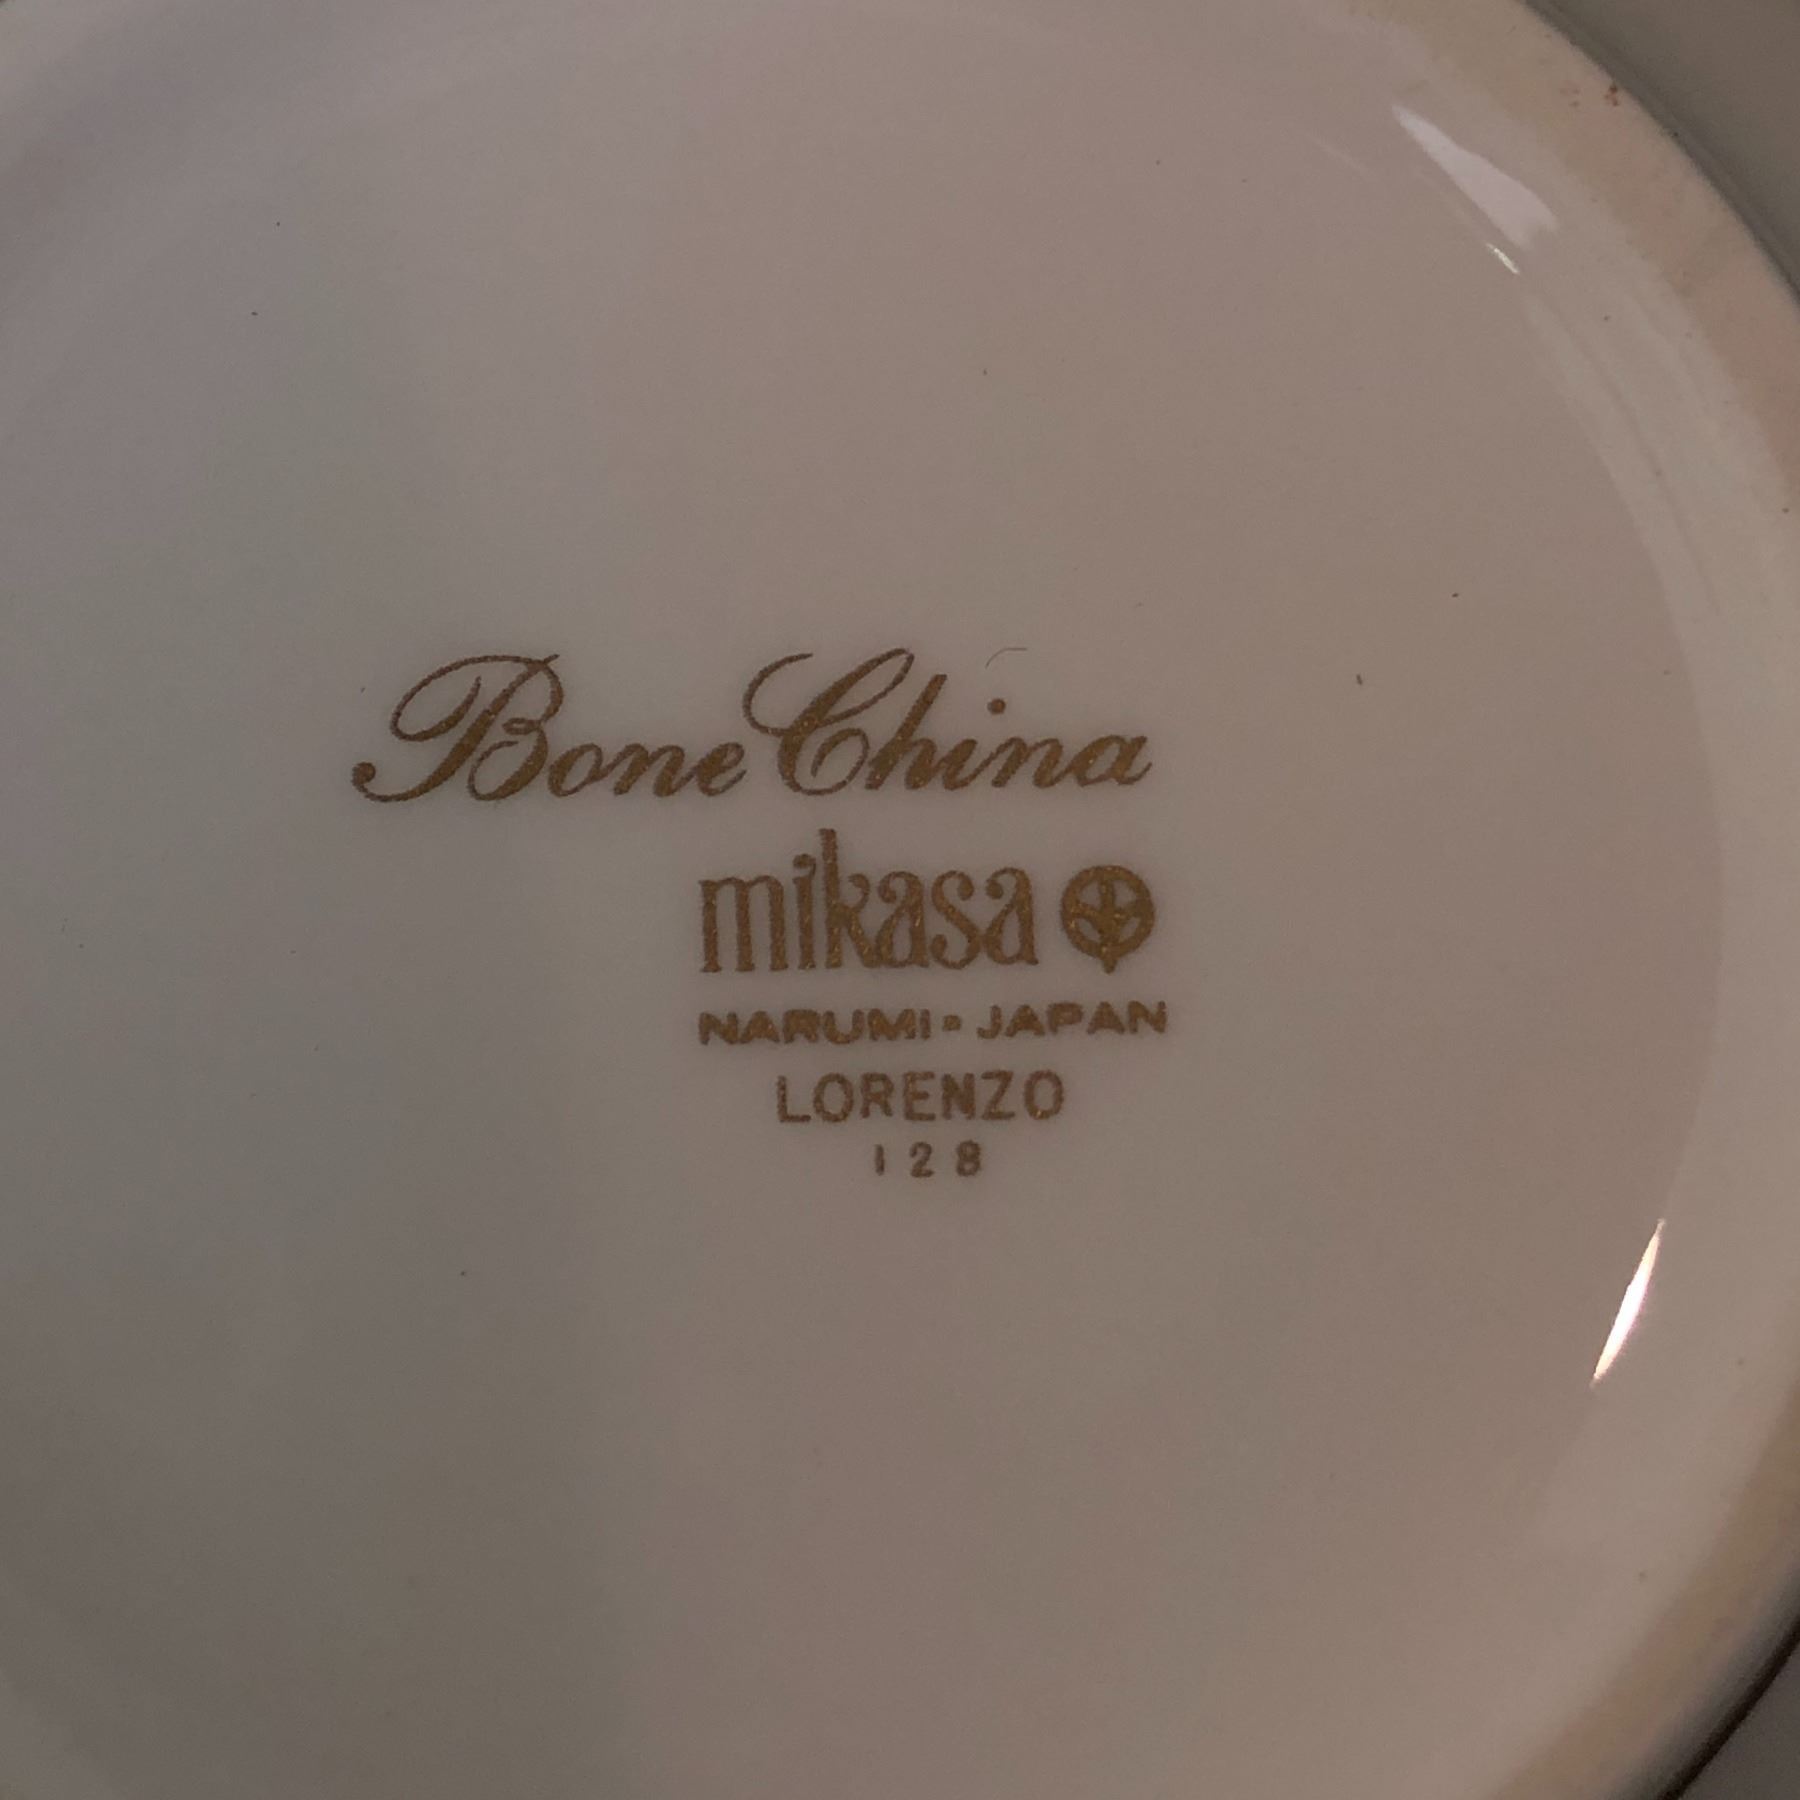 Bone China
mikasa
NARUMI - JAPAN
LORENZO
128